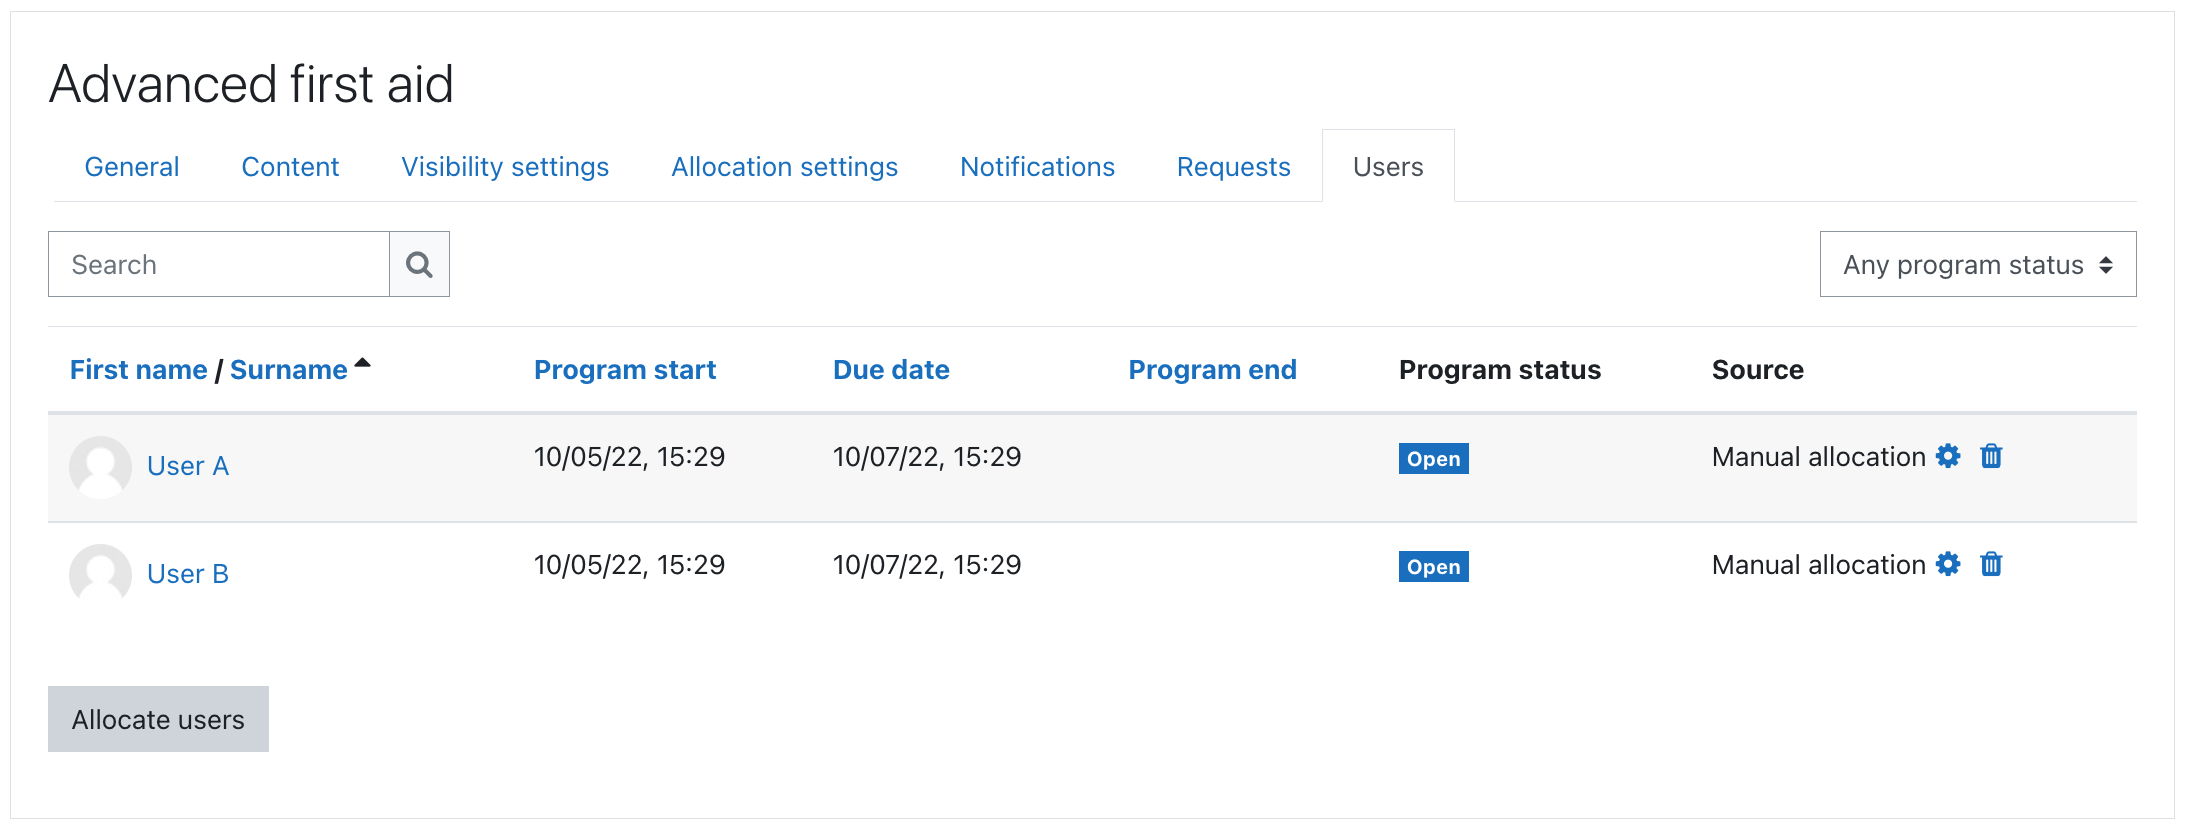 Advanced first aid
General Content Visibility settings Allocation settings Notifications Requests Users
Search Any program status
First name / Surname Program start Due date Program end Program status Source
User A 10/05/22, 15:29 10/07/22, 15:29 Open Manual allocation
User B 10/05/22, 15:29 10/07/22, 15:29 Open Manual allocation
Allocate users